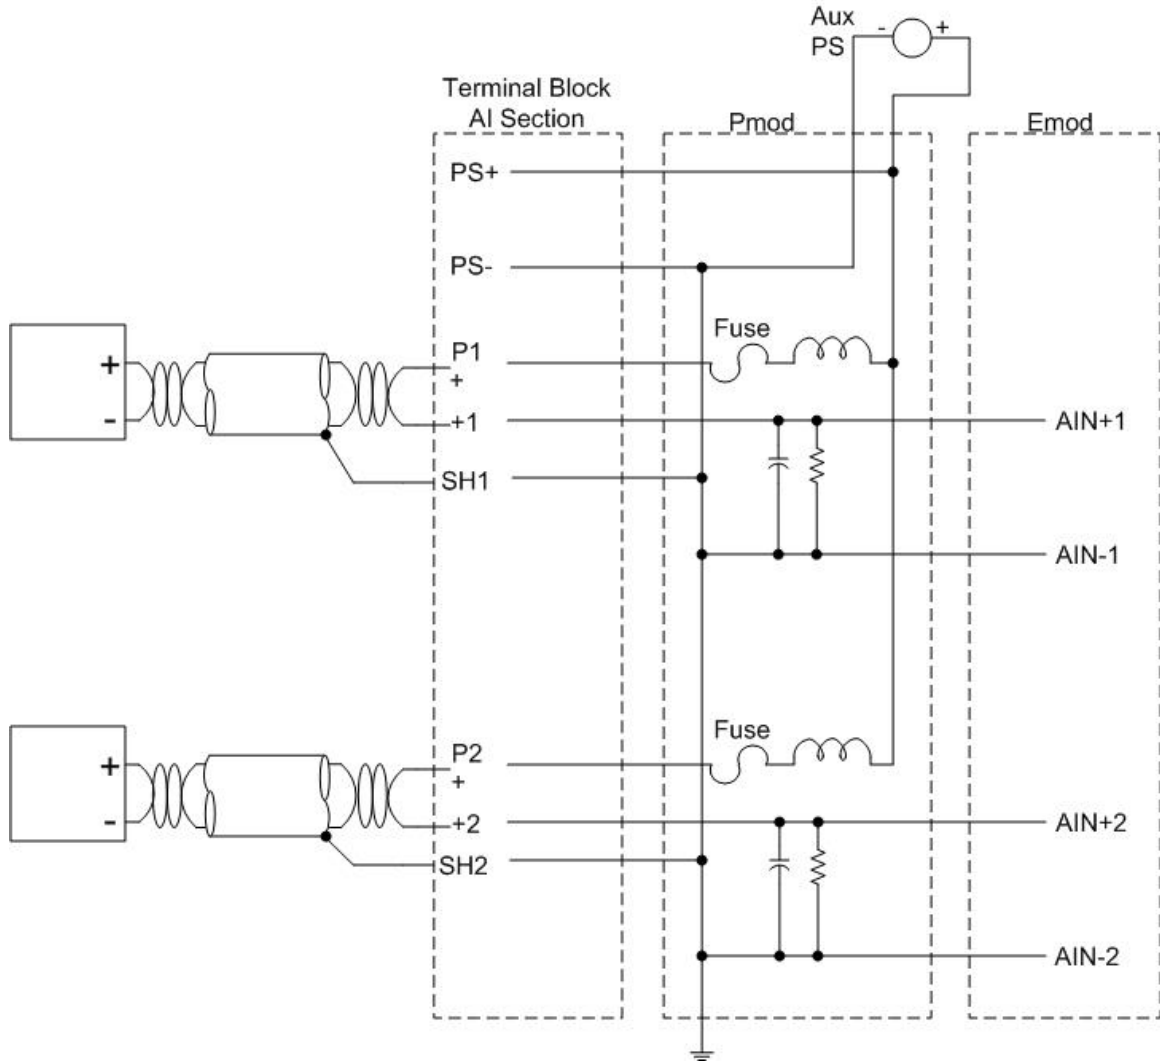 Aux
PS
-
+
Terminal Block
AI Section
Pmod
Emod
PS+
PS-
Fuse
P1
+
+
-
+1
AIN+1
SH1
AIN-1
Fuse
P2
+
+
-
+2
AIN+2
SH2
AIN-2